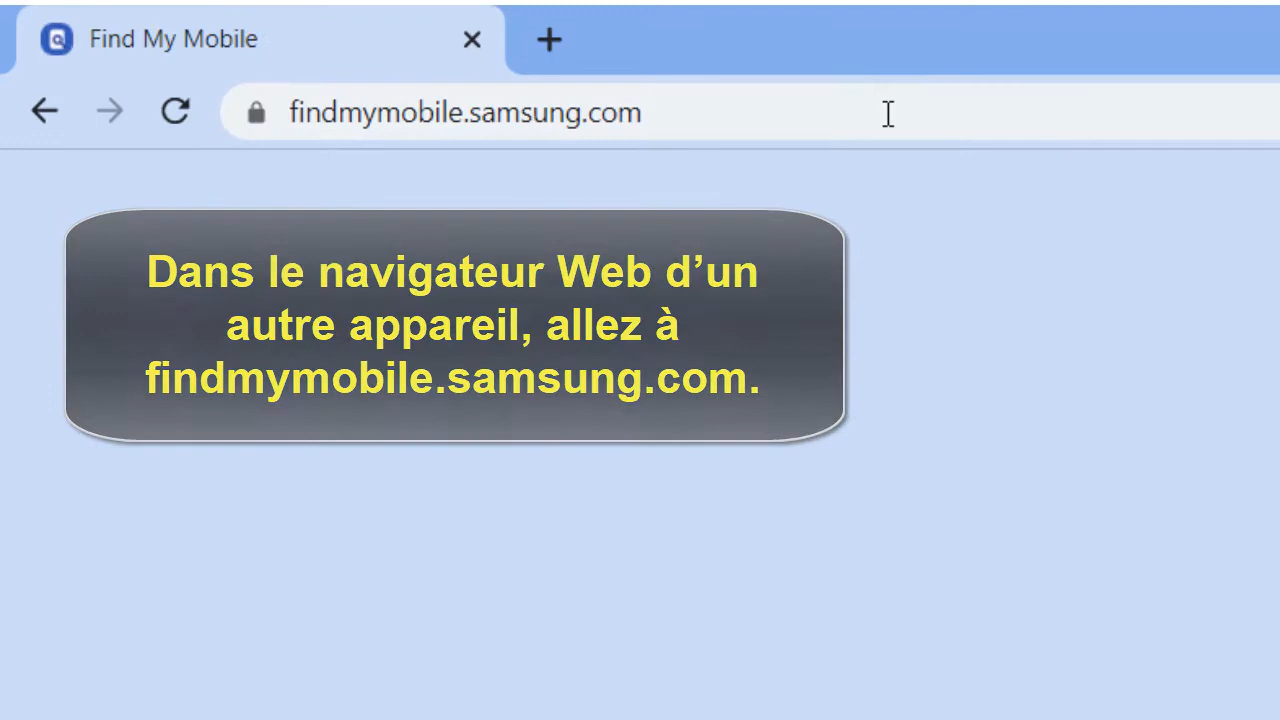 Find My Mobile
findmymobile.samsung.com
Dans le navigateur Web d’un
autre appareil, allez à
findmymobile.samsung.com.